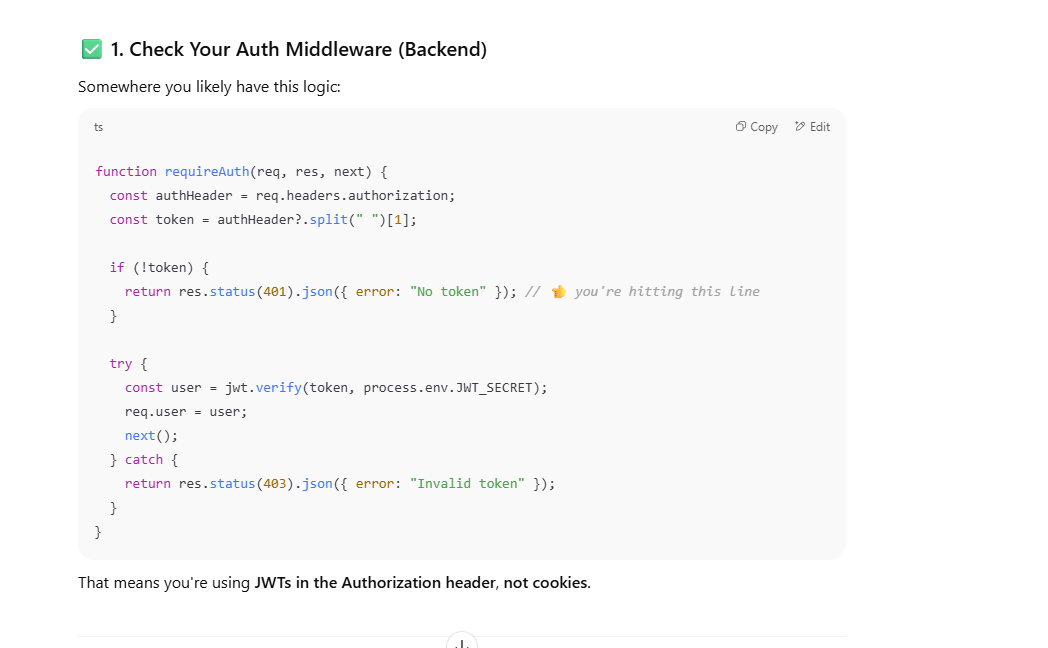 ✅ 1. Check Your Auth Middleware (Backend)
Somewhere you likely have this logic:
ts Copy Edit
function requireAuth(req, res, next) {
  const authHeader = req.headers.authorization;
  const token = authHeader?.split(" ")[1];

  if (!token) {
    return res.status(401).json({ error: "No token" }); // 👈 you're hitting this line
  }

  try {
    const user = jwt.verify(token, process.env.JWT_SECRET);
    req.user = user;
    next();
  } catch {
    return res.status(403).json({ error: "Invalid token" });
  }
}
That means you're using JWTs in the Authorization header, not cookies.